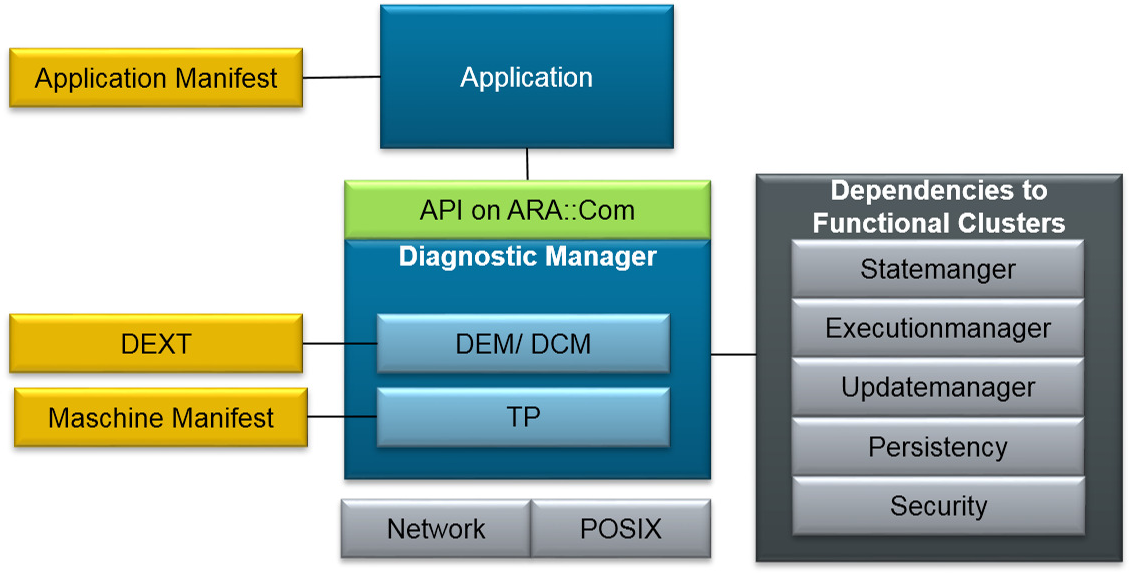 Application Manifest
Application
API on ARA::Com
Diagnostic Manager
DEXT
DEM/ DCM
Maschine Manifest
TP
Network
POSIX
Dependencies to
Functional Clusters
Statemanger
Executionmanager
Updatemanager
Persistency
Security